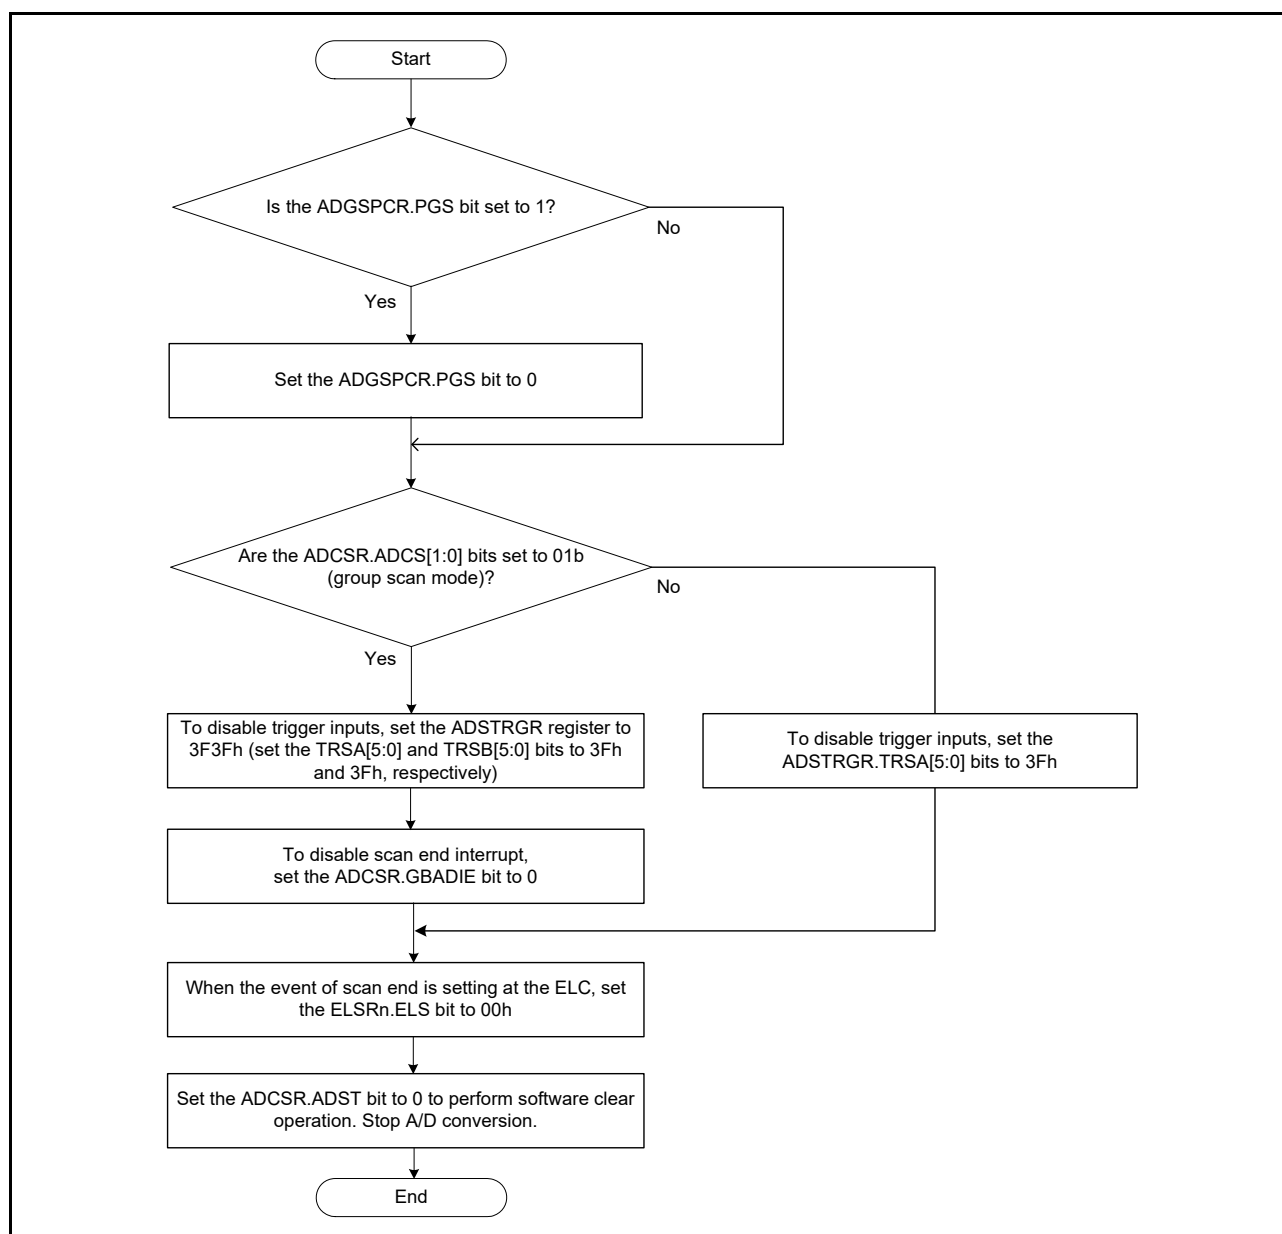 Start
Is the ADGSPCR.PGS bit set to 1?
No
Yes
Set the ADGSPCR.PGS bit to 0
Are the ADCSR.ADCS[1:0] bits set to 01b
(group scan mode)?
No
Yes
To disable trigger inputs, set the ADSTRGR register to
3F3Fh (set the TRSA[5:0] and TRSB[5:0] bits to 3Fh
and 3Fh, respectively)
To disable trigger inputs, set the
ADSTRGR.TRSA[5:0] bits to 3Fh
To disable scan end interrupt,
set the ADCSR.GBADIE bit to 0
When the event of scan end is setting at the ELC, set
the ELSRn.ELS bit to 00h
Set the ADCSR.ADST bit to 0 to perform software clear
operation. Stop A/D conversion.
End